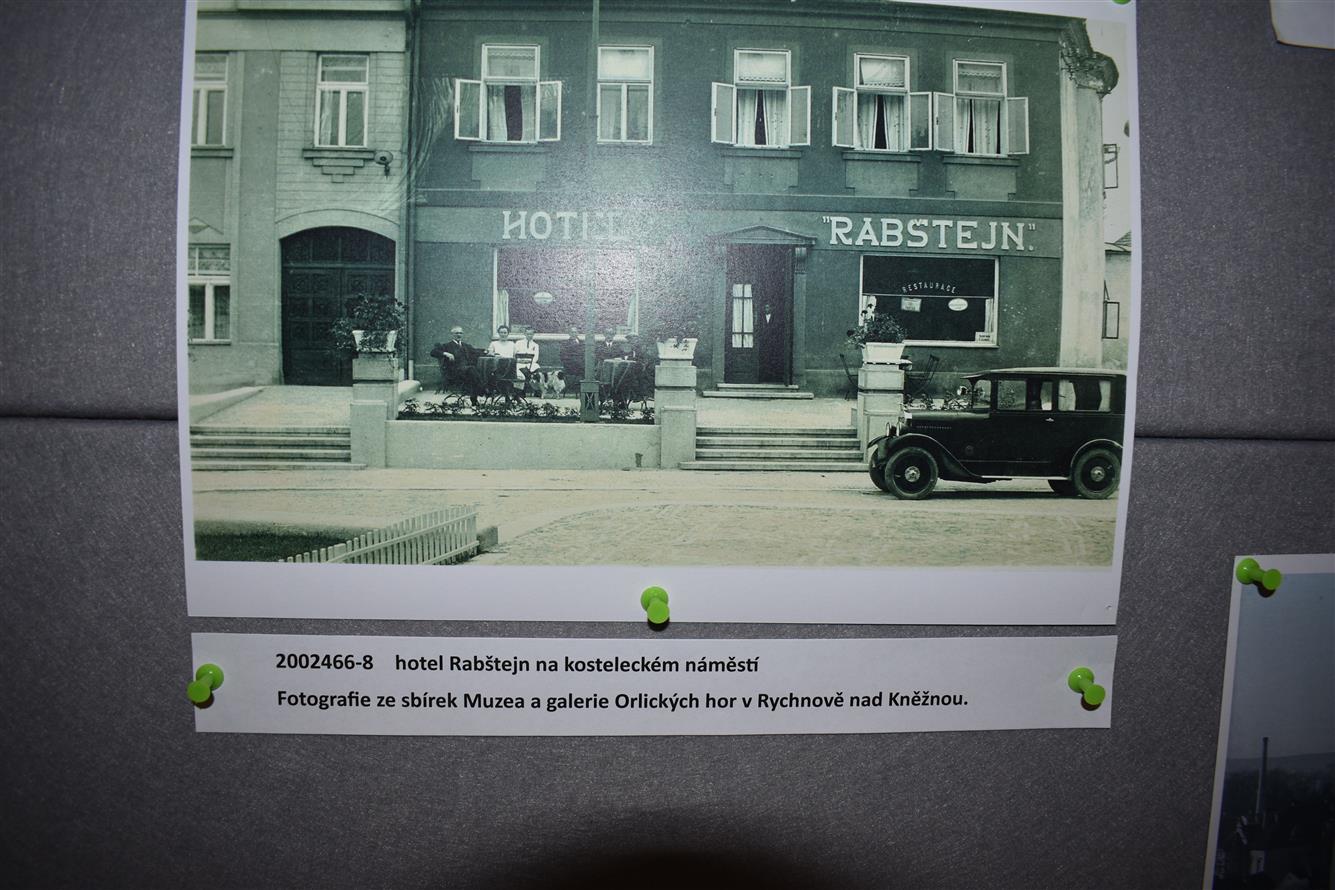 HOTEL
"RABŠTEJN".
RESTAURACE
2002466-8 hotel Rabštejn na kosteleckém náměstí
Fotografie ze sbírek Muzea a galerie Orlických hor v Rychnově nad Kněžnou.